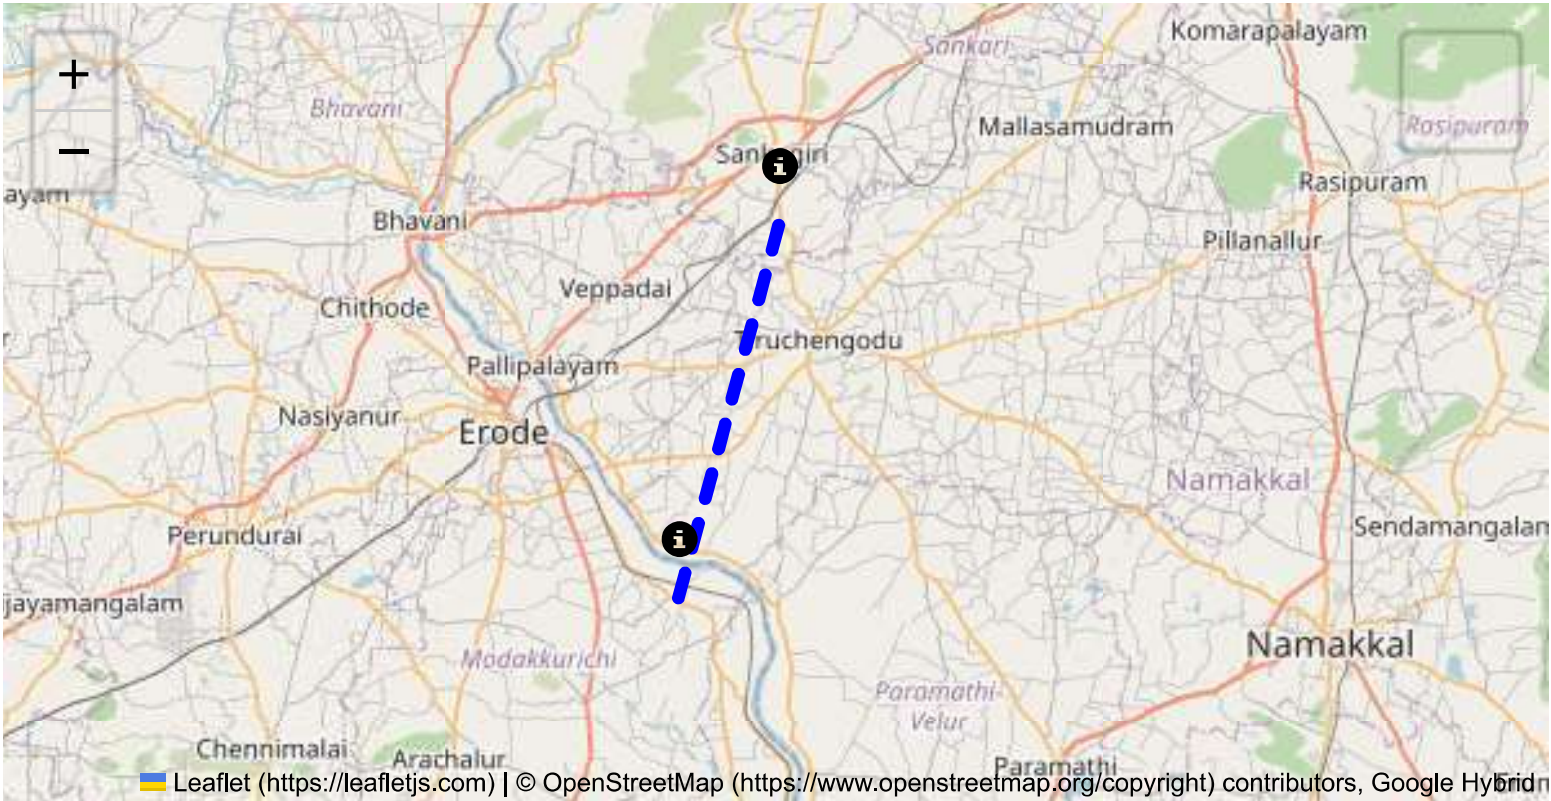 Komarapalayam
Sankari
+
Bhavani
Mallasamudram
Rasipuram
−
ayam
Rasipuram
Bhavani
Pillanallur
Veppadai
Chithode
Pallipalayam
Nasiyanur
Erode
Namakkal
Perundurai
Sendamangalam
jayamangalam
Namakkal
Modakkurichi
Paramathi-
Velur
Chennimalai
Arachalur
Paramathi
Leaflet (https://leafletjs.com) | © OpenStreetMap (https://www.openstreetmap.org/copyright) contributors, Google Hybrid